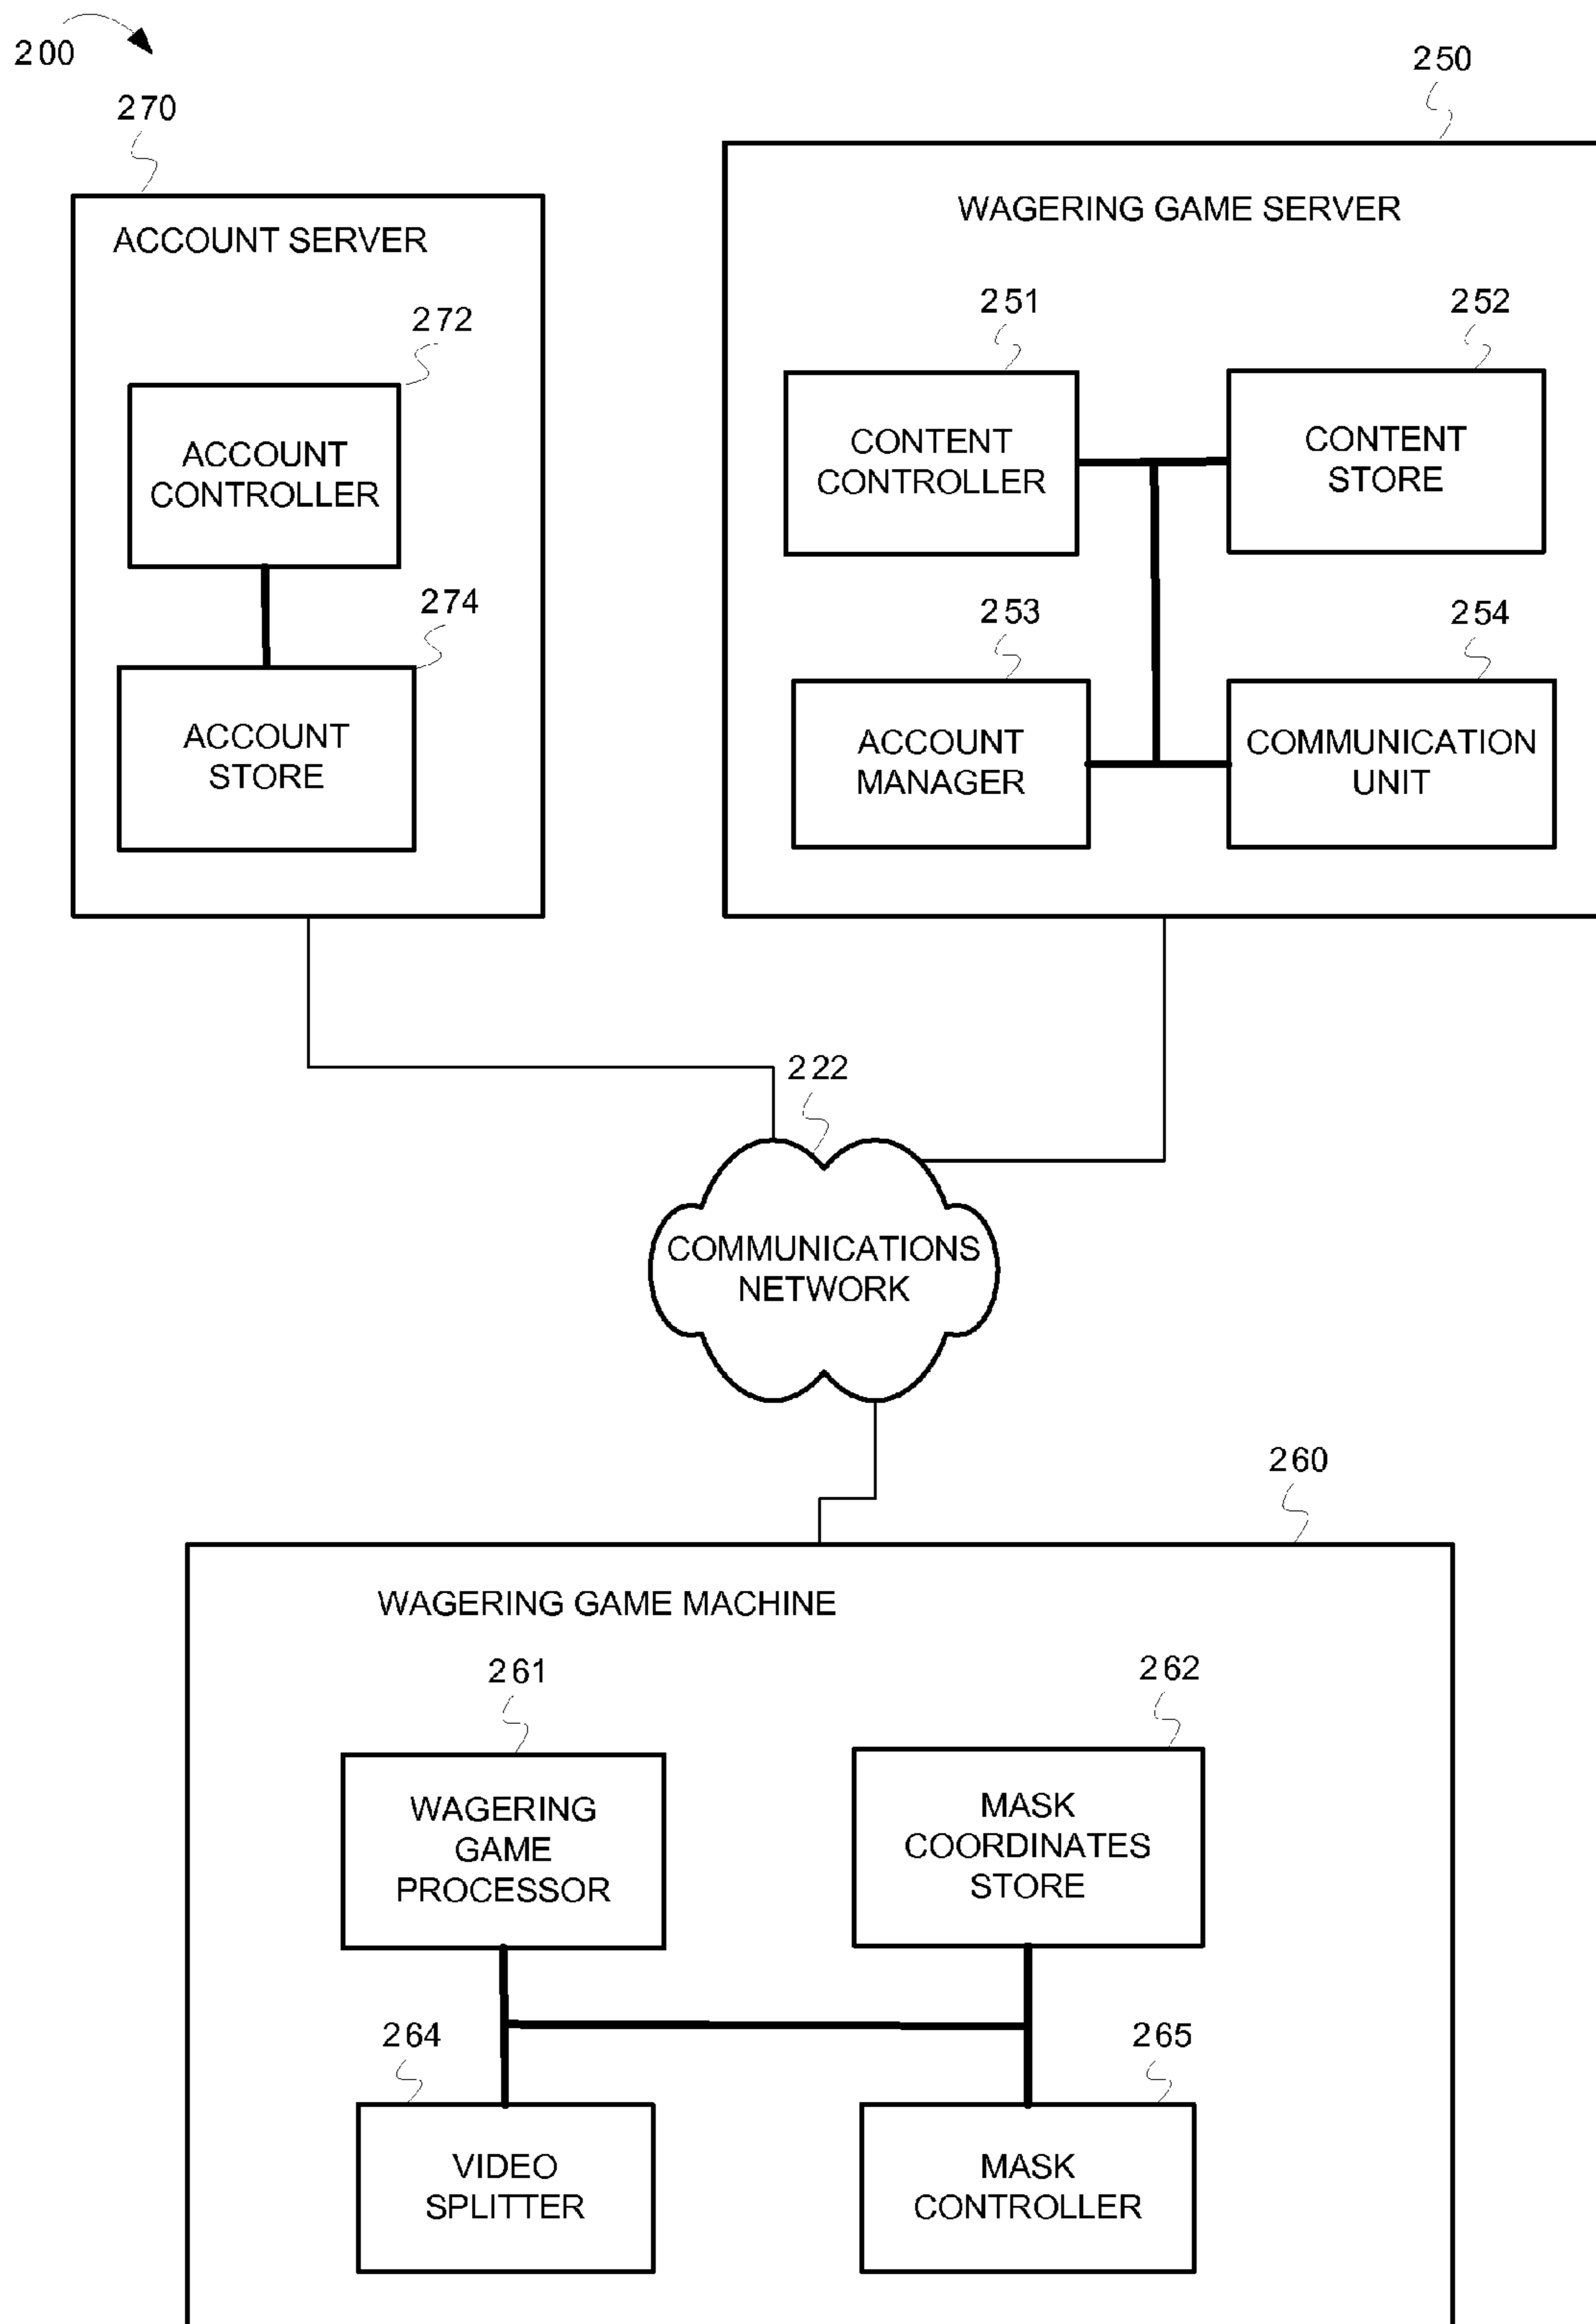 200
270
250
ACCOUNT SERVER
272
ACCOUNT
CONTROLLER
274
ACCOUNT
STORE
WAGERING GAME SERVER
251
252
CONTENT
CONTROLLER
CONTENT
STORE
253
254
ACCOUNT
MANAGER
COMMUNICATION
UNIT
222
COMMUNICATIONS
NETWORK
260
WAGERING GAME MACHINE
261
262
WAGERING
GAME
PROCESSOR
MASK
COORDINATES
STORE
264
265
VIDEO
SPLITTER
MASK
CONTROLLER